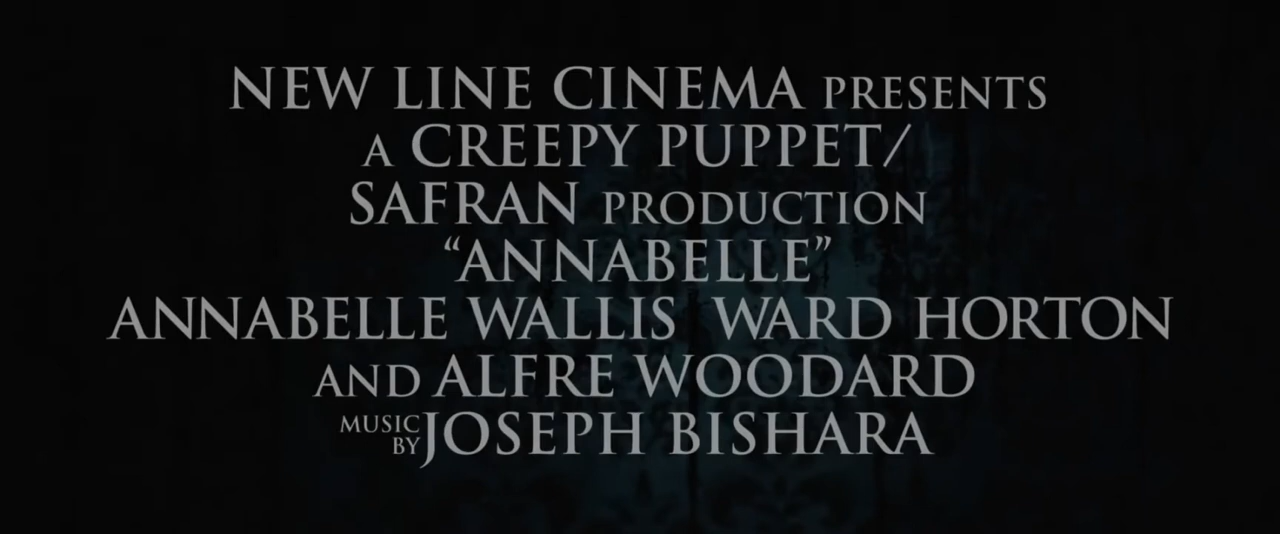 NEW LINE CINEMA PRESENTS
A CREEPY PUPPET/
SAFRAN PRODUCTION
“ANNABELLE”
ANNABELLE WALLIS WARD HORTON
AND ALFRE WOODARD
MUSIC BY JOSEPH BISHARA